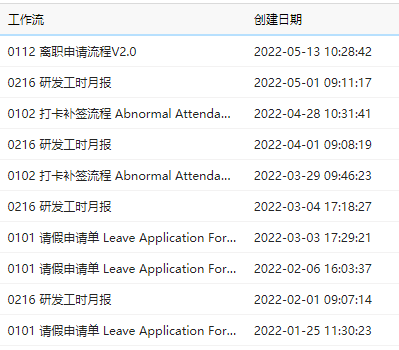 工作流 创建日期
0112 离职申请流程V2.0 2022-05-13 10:28:42
0216 研发工时月报 2022-05-01 09:11:17
0102 打卡补签流程 Abnormal Attenda... 2022-04-28 10:31:41
0216 研发工时月报 2022-04-01 09:08:19
0102 打卡补签流程 Abnormal Attenda... 2022-03-29 09:46:23
0216 研发工时月报 2022-03-04 17:18:27
0101 请假申请单 Leave Application For... 2022-03-03 17:29:21
0101 请假申请单 Leave Application For... 2022-02-06 16:03:37
0216 研发工时月报 2022-02-01 09:07:14
0101 请假申请单 Leave Application For... 2022-01-25 11:30:23